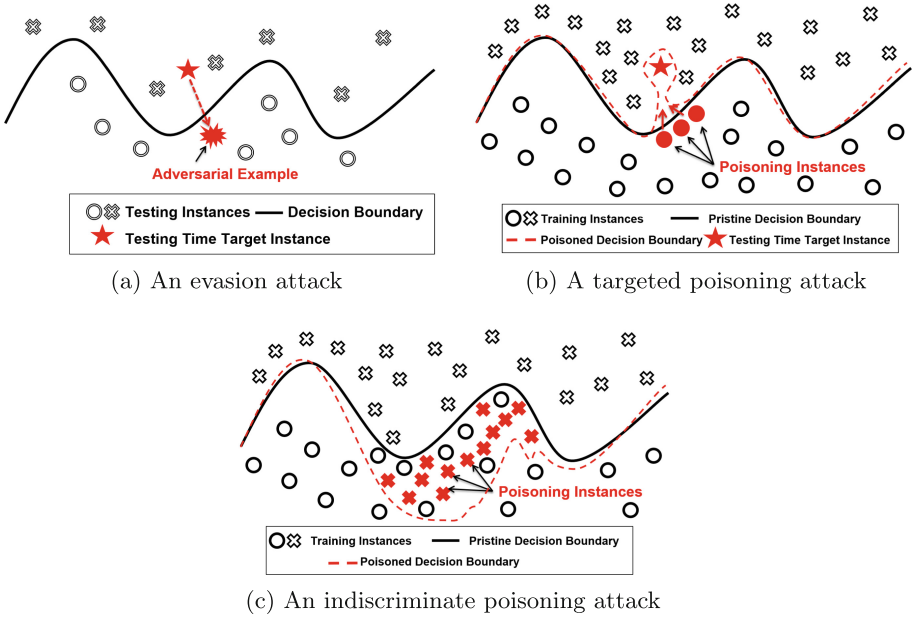 Adversarial Example
Testing Instances Decision Boundary
Testing Time Target Instance
(a) An evasion attack
Poisoning Instances
Training Instances Pristine Decision Boundary
Poisoned Decision Boundary Testing Time Target Instance
(b) A targeted poisoning attack
Poisoning Instances
Training Instances Pristine Decision Boundary
Poisoned Decision Boundary
(c) An indiscriminate poisoning attack